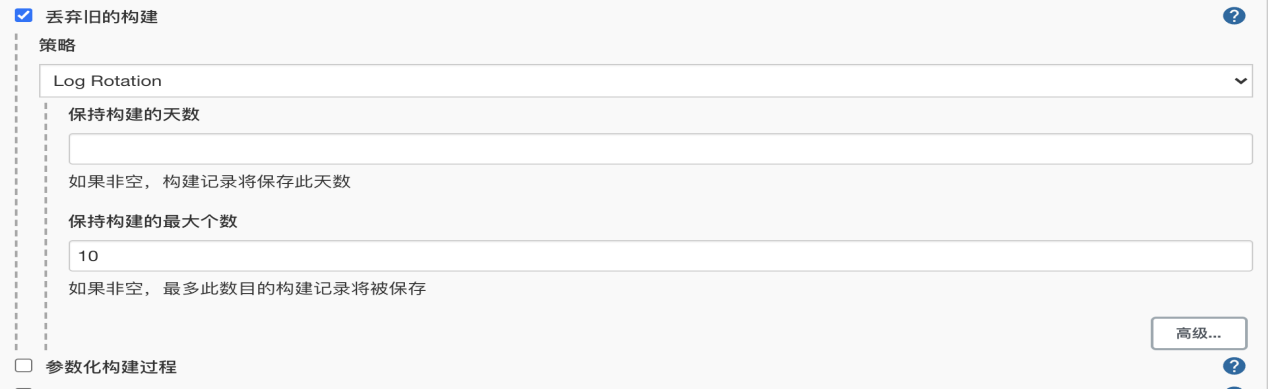 丢弃旧的构建
?
策略
Log Rotation
保持构建的天数
如果非空，构建记录将保存此天数
保持构建的最大个数
10
如果非空，最多此数目的构建记录将被保存
高级...
参数化构建过程
?